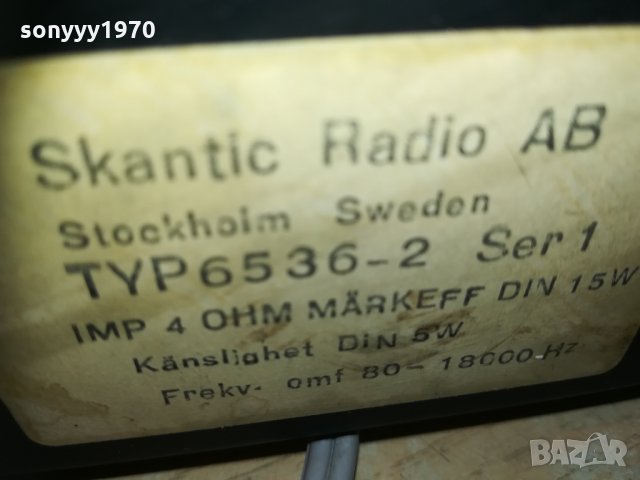 sonyyy1970
Skantic Radio AB
Stockholm Sweden
TYP6536-2 Ser 1
IMP 4 OHM MÄRKEFF DIN 15W
Känslighet DIN 5W
Frekv. omf 80-18000 Hz
BAZAR